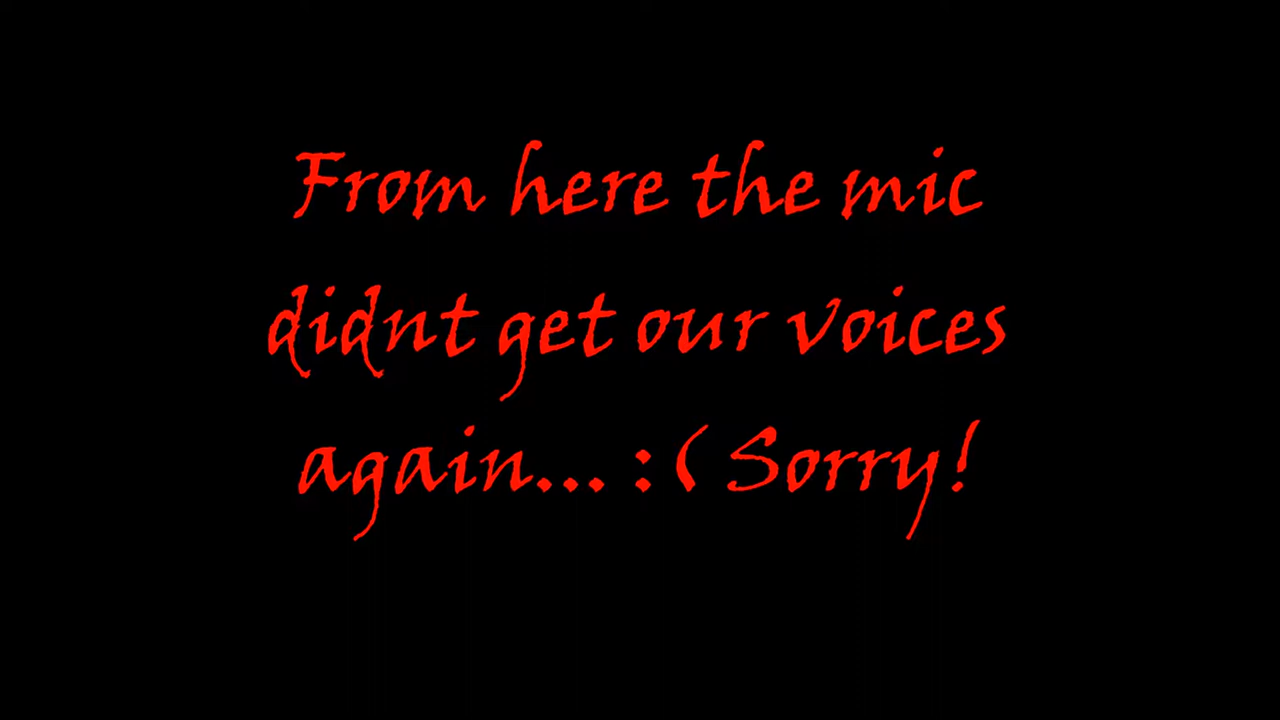 From here the mic
didnt get our voices
again... :( Sorry!